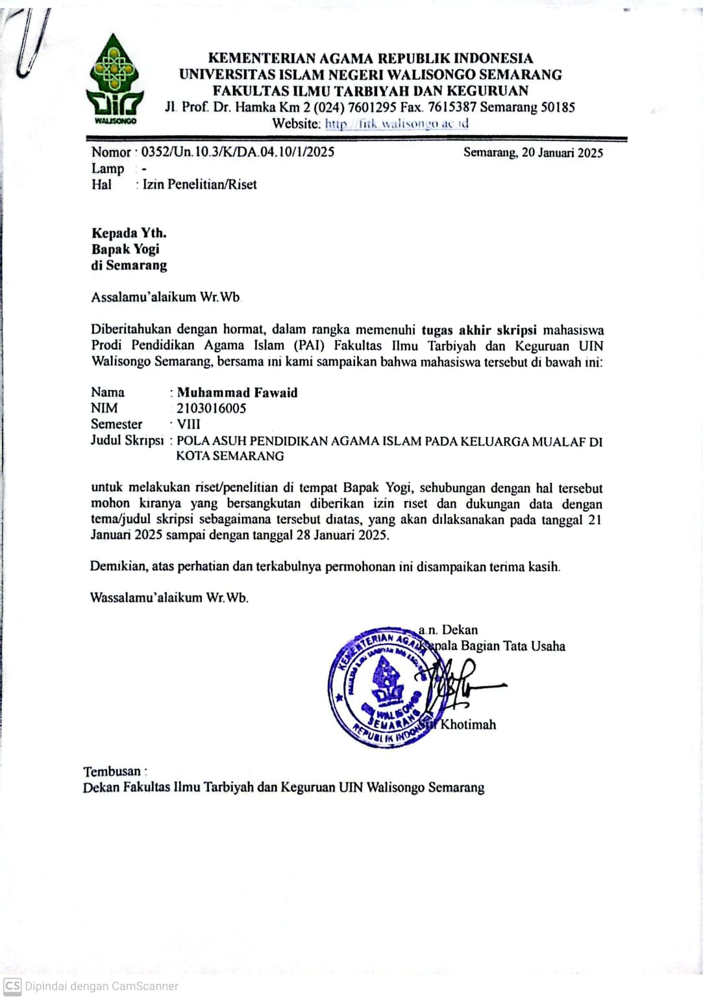 WALISONGO
KEMENTERIAN AGAMA REPUBLIK INDONESIA
UNIVERSITAS ISLAM NEGERI WALISONGO SEMARANG
FAKULTAS ILMU TARBIYAH DAN KEGURUAN
Jl. Prof. Dr. Hamka Km 2 (024) 7601295 Fax. 7615387 Semarang 50185
Website: http://fitk.walisongo.ac.id
Nomor : 0352/Un.10.3/K/DA.04.10/1/2025 Semarang, 20 Januari 2025
Lamp : -
Hal : Izin Penelitian/Riset
Kepada Yth.
Bapak Yogi
di Semarang
Assalamu’alaikum Wr.Wb
Diberitahukan dengan hormat, dalam rangka memenuhi tugas akhir skripsi mahasiswa
Prodi Pendidikan Agama Islam (PAI) Fakultas Ilmu Tarbiyah dan Keguruan UIN
Walisongo Semarang, bersama ini kami sampaikan bahwa mahasiswa tersebut di bawah ini:
Nama : Muhammad Fawaid
NIM 2103016005
Semester : VIII
Judul Skripsi : POLA ASUH PENDIDIKAN AGAMA ISLAM PADA KELUARGA MUALAF DI
KOTA SEMARANG
untuk melakukan riset/penelitian di tempat Bapak Yogi, sehubungan dengan hal tersebut
mohon kiranya yang bersangkutan diberikan izin riset dan dukungan data dengan
tema/judul skripsi sebagaimana tersebut diatas, yang akan dilaksanakan pada tanggal 21
Januari 2025 sampai dengan tanggal 28 Januari 2025.
Demikian, atas perhatian dan terkabulnya permohonan ini disampaikan terima kasih.
Wassalamu’alaikum Wr.Wb.
a.n. Dekan
Kepala Bagian Tata Usaha
KEMENTERIAN AGAMA
FAKULTAS ILMU TARBIYAH DAN KEGURUAN
UIN WALISONGO
SEMARANG
REPUBLIK INDONESIA
Khotimah
Tembusan :
Dekan Fakultas Ilmu Tarbiyah dan Keguruan UIN Walisongo Semarang
CS Dipindai dengan CamScanner